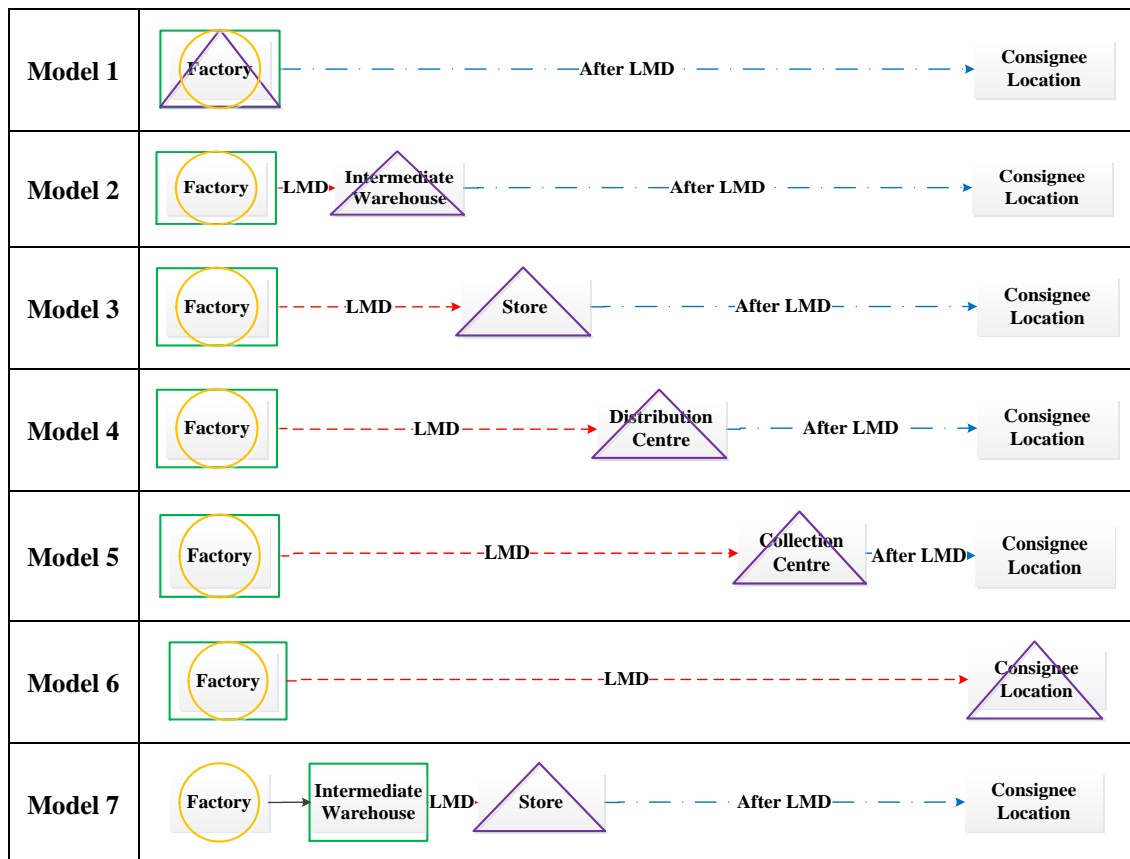 Model 1
Factory
After LMD
Consignee
Location
Model 2
Factory
LMD
Intermediate
Warehouse
After LMD
Consignee
Location
Model 3
Factory
LMD
Store
After LMD
Consignee
Location
Model 4
Factory
LMD
Distribution
Centre
After LMD
Consignee
Location
Model 5
Factory
LMD
Collection
Centre
After LMD
Consignee
Location
Model 6
Factory
LMD
Consignee
Location
Model 7
Factory
Intermediate
Warehouse
LMD
Store
After LMD
Consignee
Location